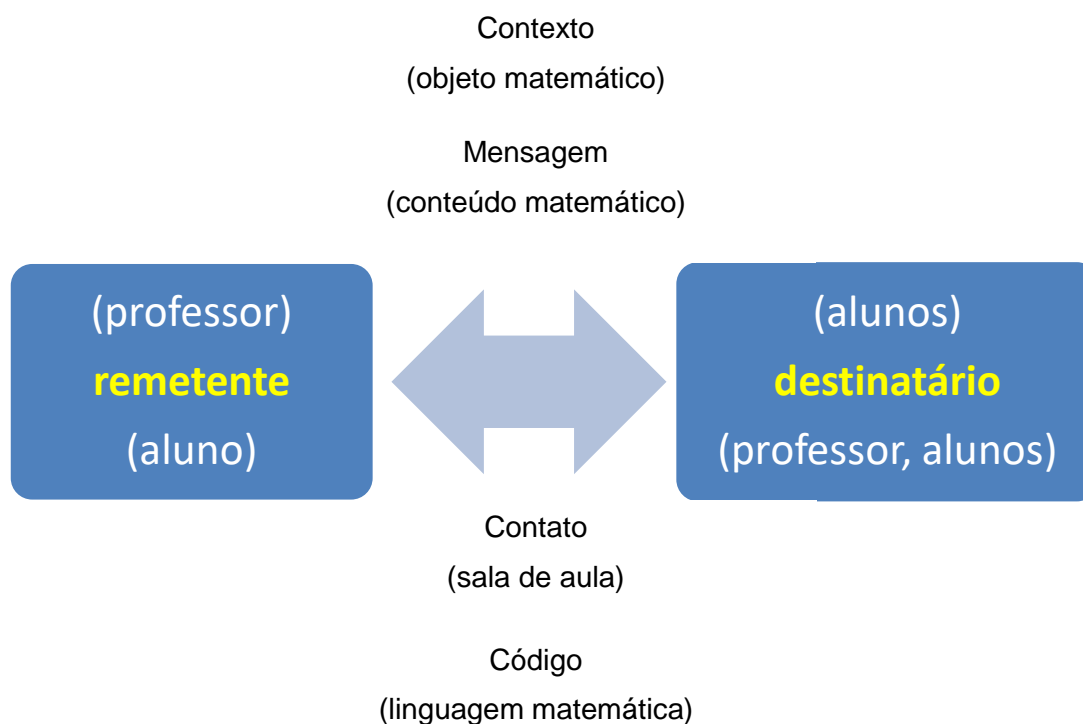 Contexto
(objeto matemático)
Mensagem
(conteúdo matemático)
(professor)
remetente
(aluno)
(alunos)
destinatário
(professor, alunos)
Contato
(sala de aula)
Código
(linguagem matemática)